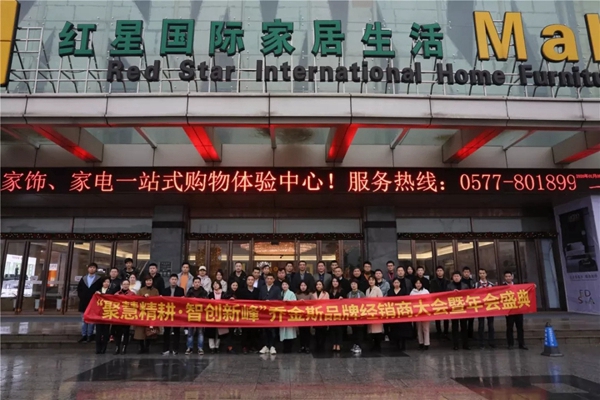 红星国际家居生活 Mal
Red Star International Home Furnitu
家饰、家电一站式购物体验中心！服务热线：0577-801899
“聚慧精耕·智创新峰”乔金斯品牌经销商大会暨年会盛典